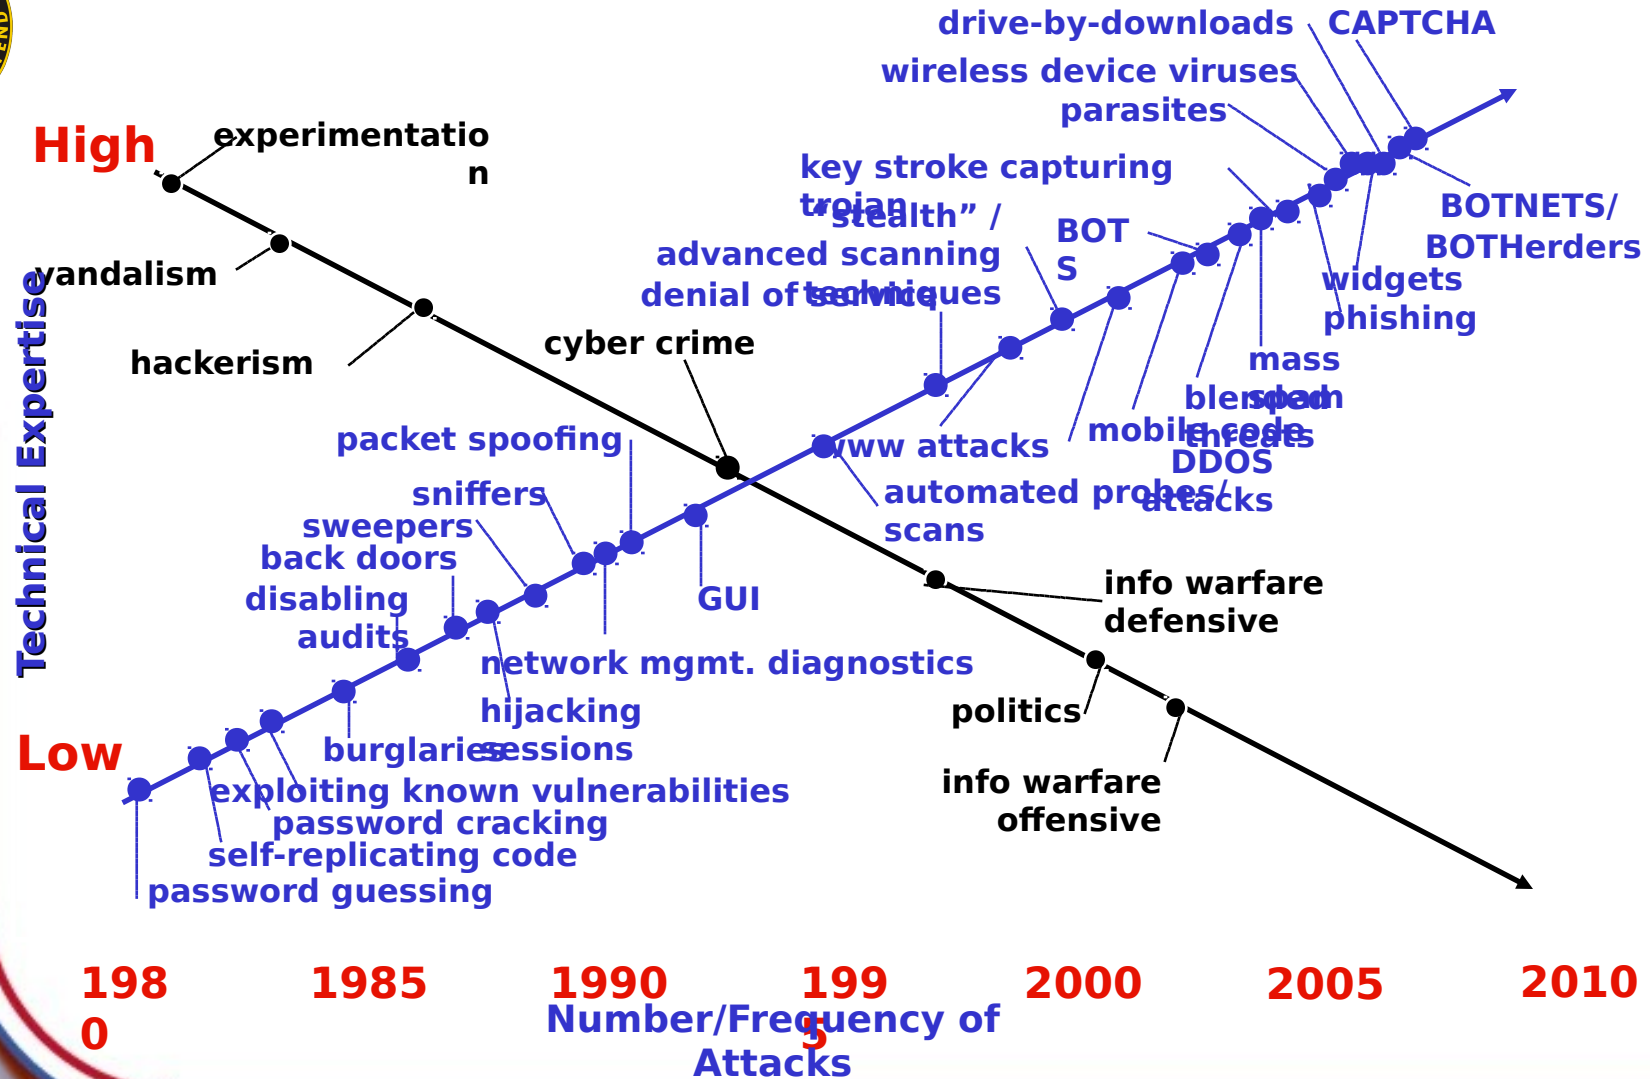 drive-by-downloads
CAPTCHA
wireless device viruses
parasites
High
experimentatio
n
key stroke capturing
trojan
“stealth” /
advanced scanning
techniques
BOT
S
BOTNETS/
BOTHerders
vandalism
denial of service
widgets
phishing
Technical Expertise
hackerism
cyber crime
mass
spam
blended
threats
packet spoofing
www attacks
mobile code
DDOS
attacks
sniffers
automated probes/
scans
sweepers
back doors
disabling
audits
GUI
info warfare
defensive
network mgmt. diagnostics
hijacking
sessions
politics
Low
burglaries
exploiting known vulnerabilities
info warfare
offensive
password cracking
self-replicating code
password guessing
198
0
1985
1990
199
5
2000
2005
2010
Number/Frequency of
Attacks